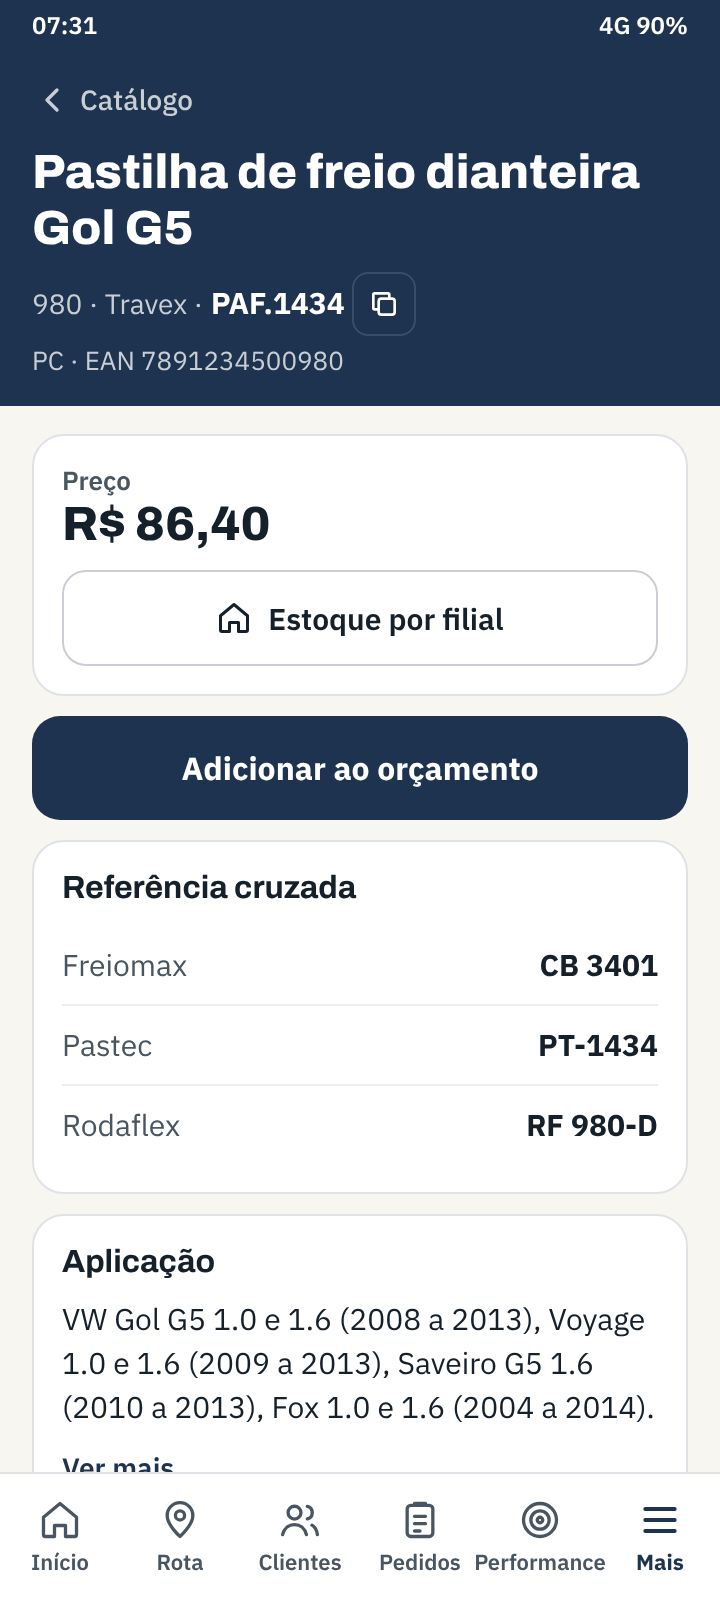 07:31
4G 90%
Catálogo
Pastilha de freio dianteira
Gol G5
980 · Travex · PAF.1434
PC · EAN 7891234500980
Preço
R$ 86,40
Estoque por filial
Adicionar ao orçamento
Referência cruzada
Freiomax
CB 3401
Pastec
PT-1434
Rodaflex
RF 980-D
Aplicação
VW Gol G5 1.0 e 1.6 (2008 a 2013), Voyage
1.0 e 1.6 (2009 a 2013), Saveiro G5 1.6
(2010 a 2013), Fox 1.0 e 1.6 (2004 a 2014).
Ver mais
Início
Rota
Clientes
Pedidos
Performance
Mais